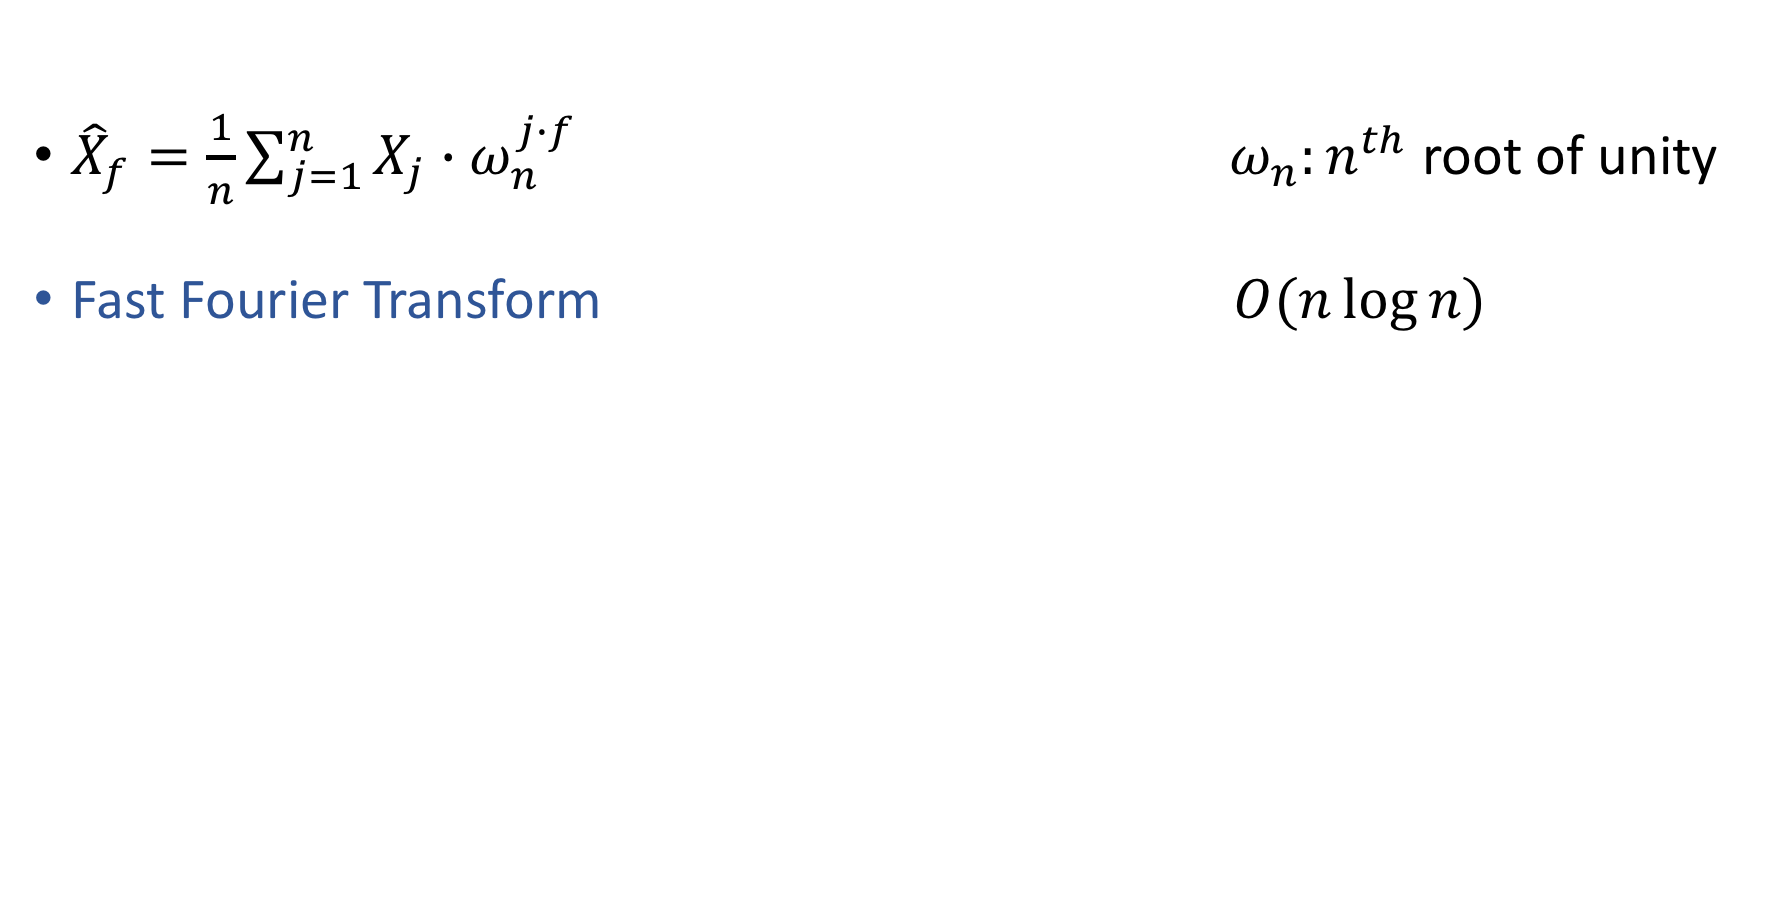 • X̂_f = 1/n ∑_{j=1}^{n} X_j · ω_n^{j·f}    ω_n: n^{th} root of unity
• Fast Fourier Transform    O(n log n)